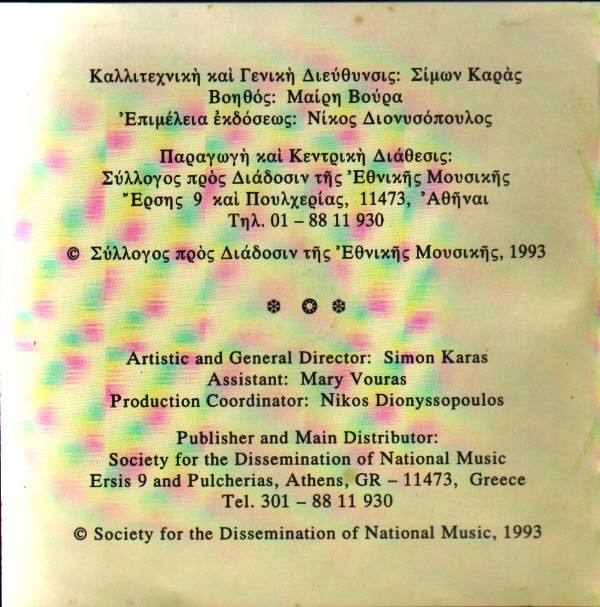 Καλλιτεχνικὴ καὶ Γενικὴ Διεύθυνσις: Σίμων Καρᾶς
Βοηθός: Μαίρη Βούρα
Ἐπιμέλεια ἐκδόσεως: Νίκος Διονυσόπουλος
Παραγωγὴ καὶ Κεντρικὴ Διάθεσις:
Σύλλογος πρὸς Διάδοσιν τῆς Ἐθνικῆς Μουσικῆς
Ἔρσης 9 καὶ Πουλχερίας, 11473, Ἀθῆναι
Τηλ. 01 – 88 11 930
© Σύλλογος πρὸς Διάδοσιν τῆς Ἐθνικῆς Μουσικῆς, 1993
Artistic and General Director: Simon Karas
Assistant: Mary Vouras
Production Coordinator: Nikos Dionyssopoulos
Publisher and Main Distributor:
Society for the Dissemination of National Music
Ersis 9 and Pulcherias, Athens, GR – 11473, Greece
Tel. 301 – 88 11 930
© Society for the Dissemination of National Music, 1993